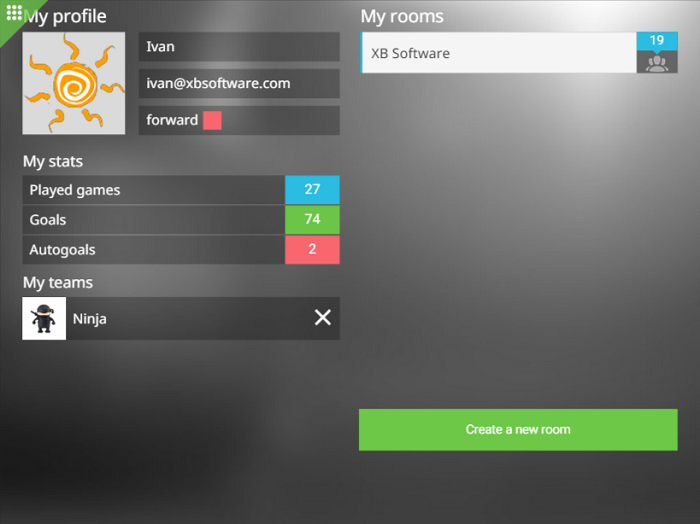 My profile
Ivan
ivan@xbsoftware.com
forward
My stats
Played games 27
Goals 74
Autogoals 2
My teams
Ninja
My rooms
XB Software 19
Create a new room